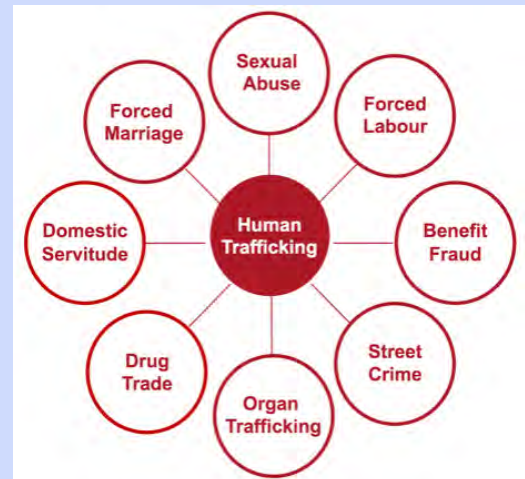 Sexual
Abuse
Forced
Marriage
Forced
Labour
Human
Trafficking
Domestic
Servitude
Benefit
Fraud
Drug
Trade
Street
Crime
Organ
Trafficking